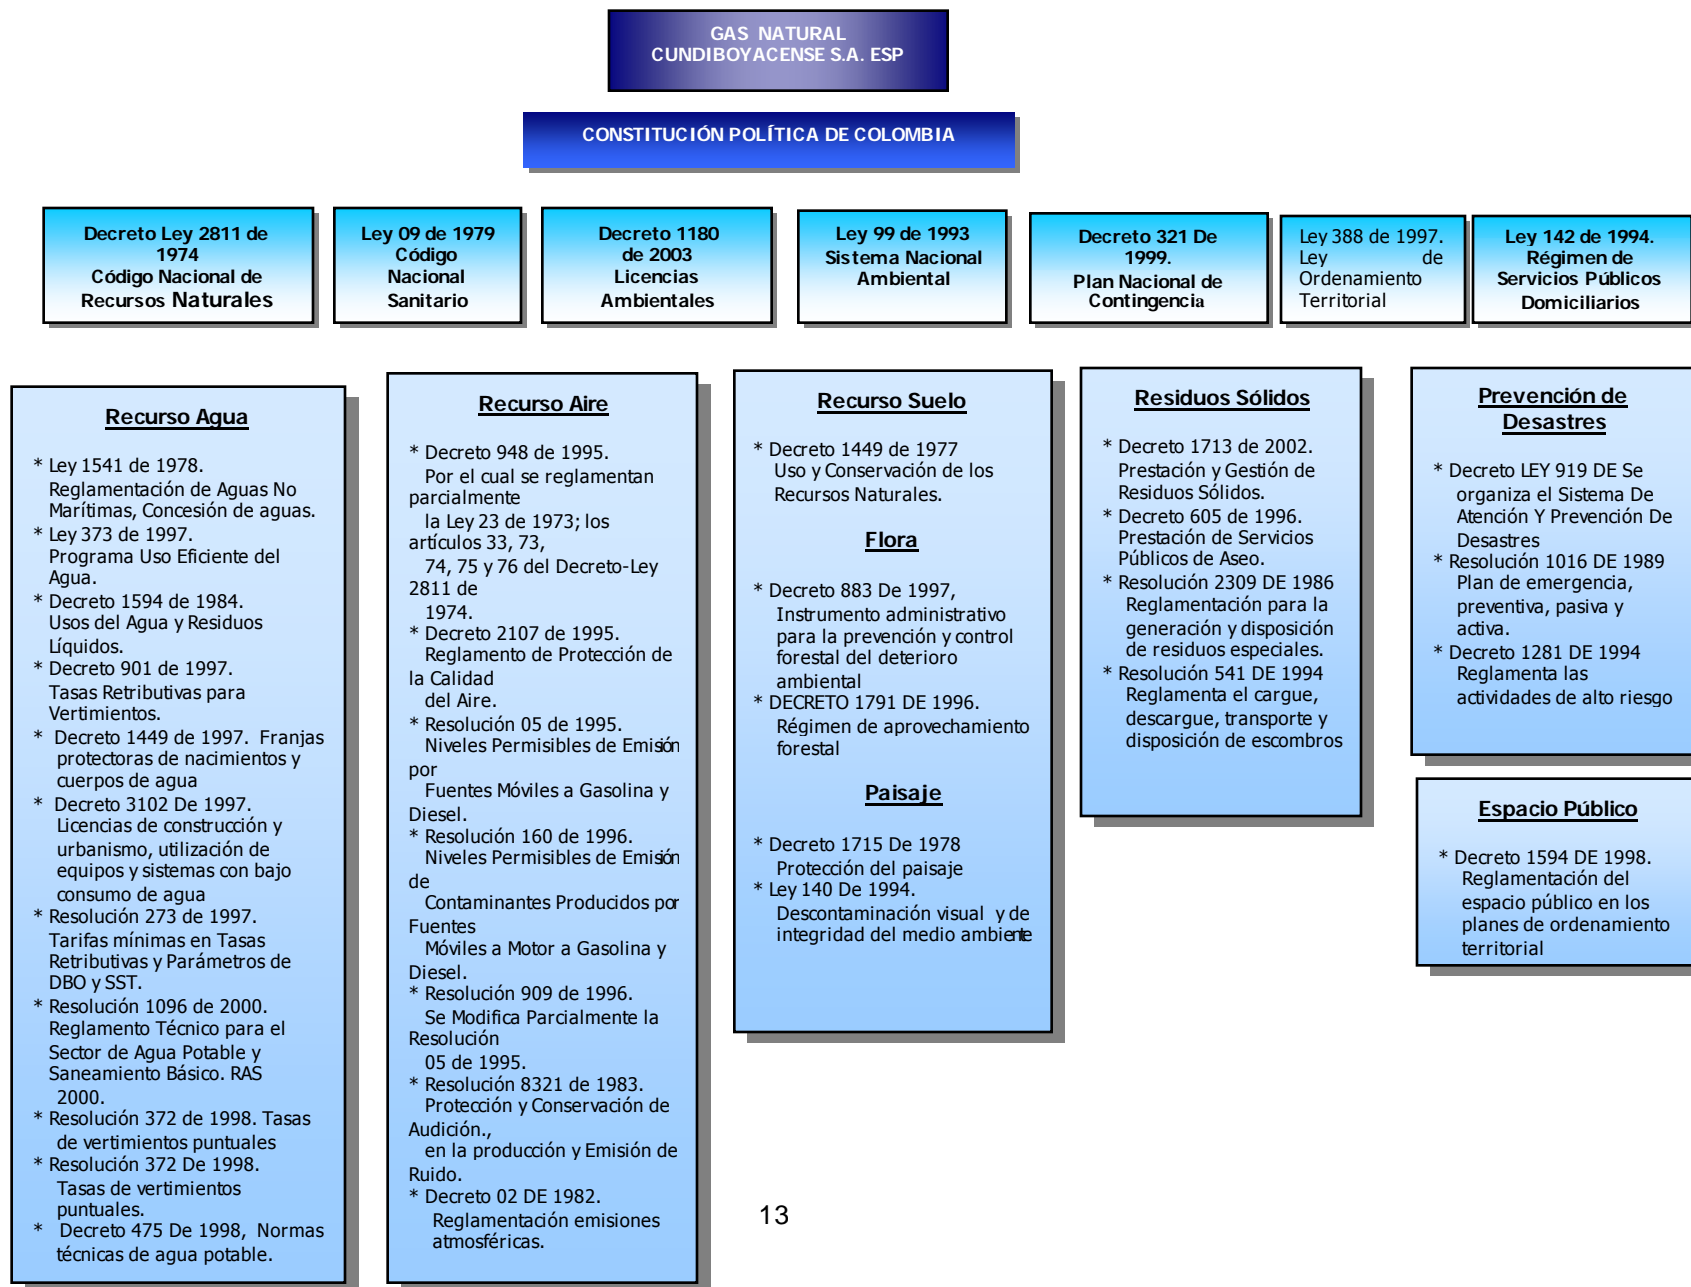 GAS NATURAL
CUNDIBOYACENSE S.A. ESP
CONSTITUCIÓN POLÍTICA DE COLOMBIA
Decreto Ley 2811 de
1974
Código Nacional de
Recursos Naturales
Ley 09 de 1979
Código
Nacional
Sanitario
Decreto 1180
de 2003
Licencias
Ambientales
Ley 99 de 1993
Sistema Nacional
Ambiental
Decreto 321 De
1999.
Plan Nacional de
Contingencia
Ley 388 de 1997.
Ley de
Ordenamiento
Territorial
Ley 142 de 1994.
Régimen de
Servicios Públicos
Domiciliarios
Recurso Agua
* Ley 1541 de 1978.
Reglamentación de Aguas No
Marítimas, Concesión de aguas.
* Ley 373 de 1997.
Programa Uso Eficiente del
Agua.
* Decreto 1594 de 1984.
Usos del Agua y Residuos
Líquidos.
* Decreto 901 de 1997.
Tasas Retributivas para
Vertimientos.
* Decreto 1449 de 1997. Franjas
protectoras de nacimientos y
cuerpos de agua
* Decreto 3102 De 1997.
Licencias de construcción y
urbanismo, utilización de
equipos y sistemas con bajo
consumo de agua
* Resolución 273 de 1997.
Tarifas mínimas en Tasas
Retributivas y Parámetros de
DBO y SST.
* Resolución 1096 de 2000.
Reglamento Técnico para el
Sector de Agua Potable y
Saneamiento Básico. RAS
2000.
* Resolución 372 de 1998. Tasas
de vertimientos puntuales
* Resolución 372 De 1998.
Tasas de vertimientos
puntuales.
* Decreto 475 De 1998, Normas
técnicas de agua potable.
Recurso Aire
* Decreto 948 de 1995.
Por el cual se reglamentan
parcialmente
la Ley 23 de 1973; los
artículos 33, 73,
74, 75 y 76 del Decreto-Ley
2811 de
1974.
* Decreto 2107 de 1995.
Reglamento de Protección de
la Calidad
del Aire.
* Resolución 05 de 1995.
Niveles Permisibles de Emisión
por
Fuentes Móviles a Gasolina y
Diesel.
* Resolución 160 de 1996.
Niveles Permisibles de Emisión
de
Contaminantes Producidos por
Fuentes
Móviles a Motor a Gasolina y
Diesel.
* Resolución 909 de 1996.
Se Modifica Parcialmente la
Resolución
05 de 1995.
* Resolución 8321 de 1983.
Protección y Conservación de
Audición.,
en la producción y Emisión de
Ruido.
* Decreto 02 DE 1982.
Reglamentación emisiones
atmosféricas.
Recurso Suelo
* Decreto 1449 de 1977
Uso y Conservación de los
Recursos Naturales.
Flora
* Decreto 883 De 1997,
Instrumento administrativo
para la prevención y control
forestal del deterioro
ambiental
* DECRETO 1791 DE 1996.
Régimen de aprovechamiento
forestal
Paisaje
* Decreto 1715 De 1978
Protección del paisaje
* Ley 140 De 1994.
Descontaminación visual y de
integridad del medio ambiente
Residuos Sólidos
* Decreto 1713 de 2002.
Prestación y Gestión de
Residuos Sólidos.
* Decreto 605 de 1996.
Prestación de Servicios
Públicos de Aseo.
* Resolución 2309 DE 1986
Reglamentación para la
generación y disposición
de residuos especiales.
* Resolución 541 DE 1994
Reglamenta el cargue,
descargue, transporte y
disposición de escombros
Prevención de
Desastres
* Decreto LEY 919 DE Se
organiza el Sistema De
Atención Y Prevención De
Desastres
* Resolución 1016 DE 1989
Plan de emergencia,
preventiva, pasiva y
activa.
* Decreto 1281 DE 1994
Reglamenta las
actividades de alto riesgo
Espacio Público
* Decreto 1594 DE 1998.
Reglamentación del
espacio público en los
planes de ordenamiento
territorial
13